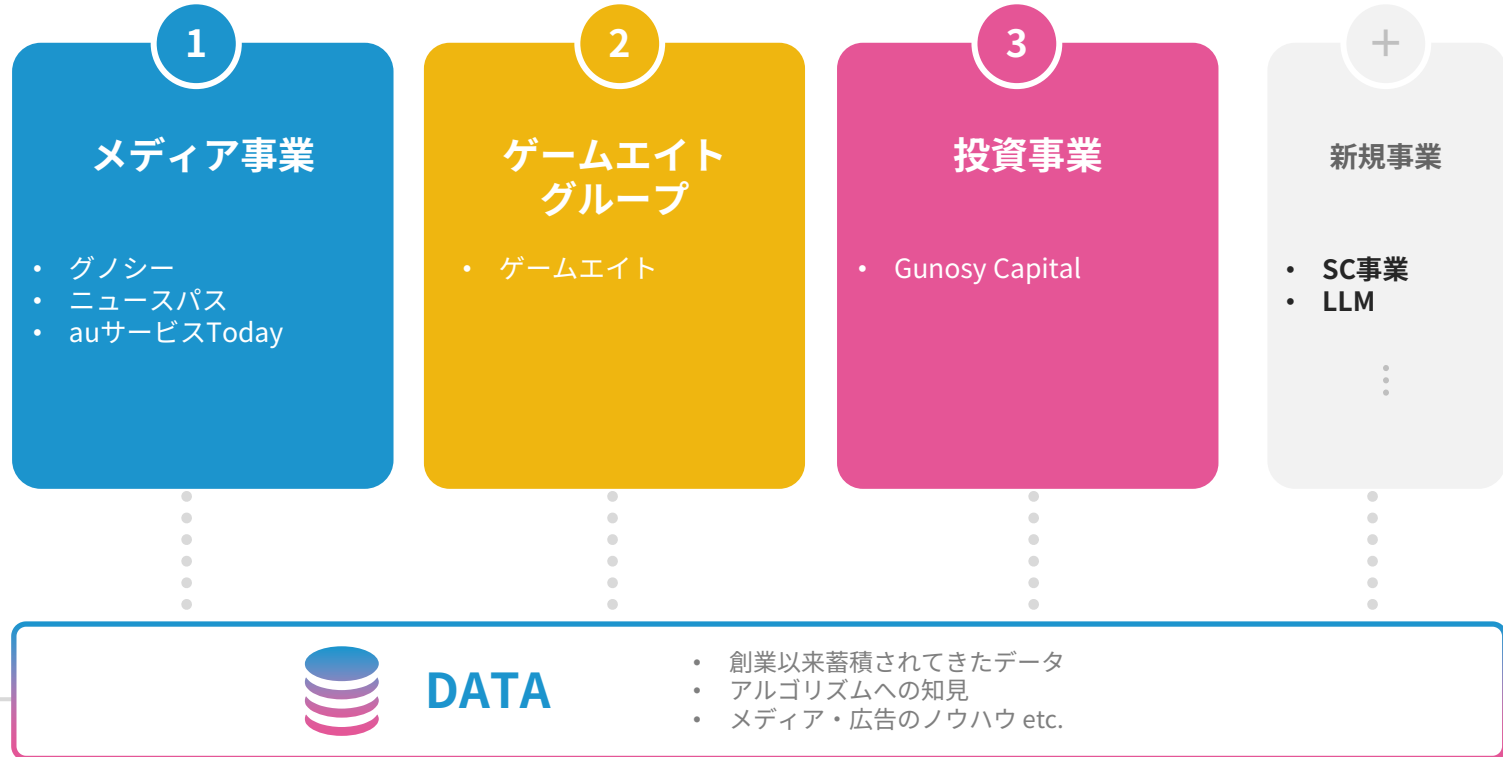 1
メディア事業
• グノシー
• ニュースパス
• auサービスToday
2
ゲームエイト
グループ
• ゲームエイト
3
投資事業
• Gunosy Capital
+
新規事業
• SC事業
• LLM
⋮
DATA
• 創業以来蓄積されてきたデータ
• アルゴリズムへの知見
• メディア・広告のノウハウ etc.